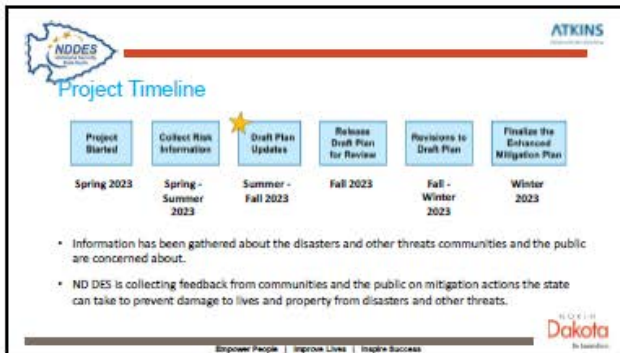 NDDES
ATKINS
Project Timeline
Project
Started
Collect Risk
Information
Draft Plan
Updates
Release
Draft Plan
for Review
Revisions to
Draft Plan
Finalize the
Enhanced
Mitigation Plan
Spring 2023
Spring -
Summer
2023
Summer -
Fall 2023
Fall 2023
Fall -
Winter
2023
Winter
2023
• Information has been gathered about the disasters and other threats communities and the public
are concerned about.
• ND DES is collecting feedback from communities and the public on mitigation actions the state
can take to prevent damage to lives and property from disasters and other threats.
NORTH
Dakota
Be Legendary.
Empower People | Improve Lives | Inspire Success